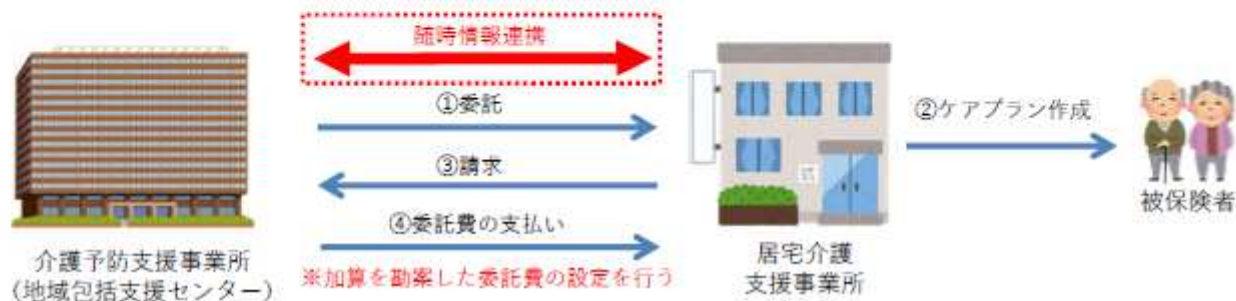 随時情報連携
①委託
②ケアプラン作成
③請求
④委託費の支払い
※加算を勘案した委託費の設定を行う
介護予防支援事業所
(地域包括支援センター)
居宅介護
支援事業所
被保険者